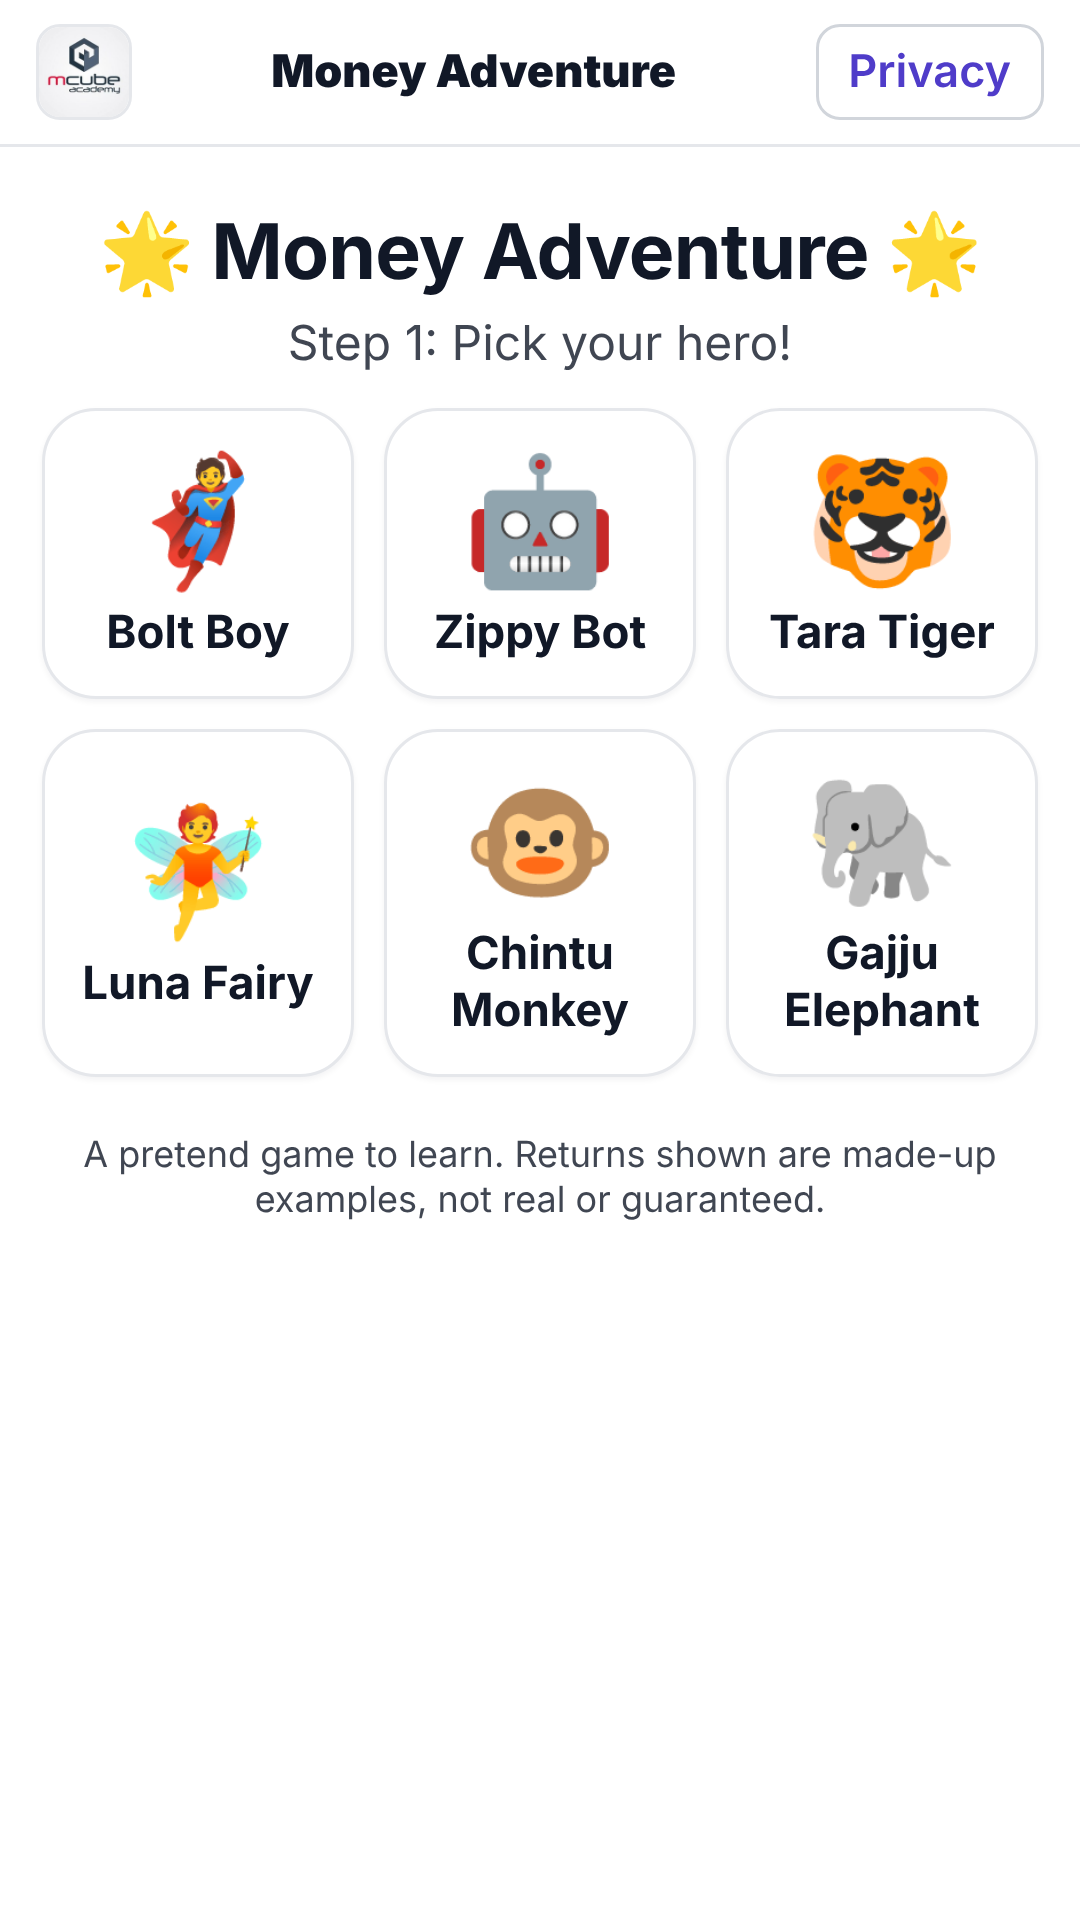 mcube
academy
Money Adventure
Privacy
🌟 Money Adventure 🌟
Step 1: Pick your hero!
Bolt Boy
Zippy Bot
Tara Tiger
Luna Fairy
Chintu
Monkey
Gajju
Elephant
A pretend game to learn. Returns shown are made-up
examples, not real or guaranteed.